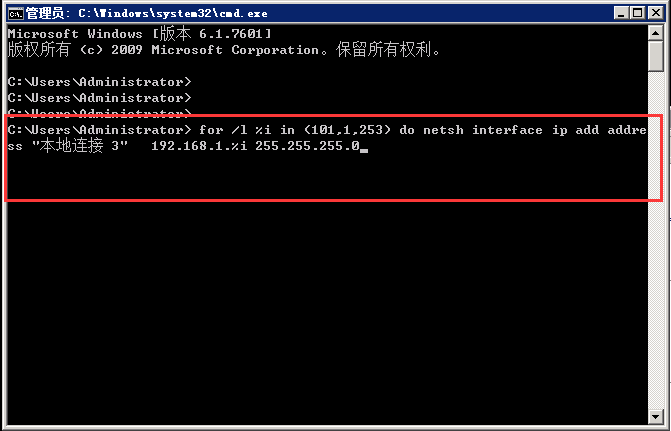 管理员: C:\Windows\system32\cmd.exe
Microsoft Windows [版本 6.1.7601]
版权所有 (c) 2009 Microsoft Corporation。保留所有权利。
C:\Users\Administrator>
C:\Users\Administrator>
C:\Users\Administrator>
C:\Users\Administrator> for /l %i in (101,1,253) do netsh interface ip add addre
ss "本地连接 3"   192.168.1.%i 255.255.255.0